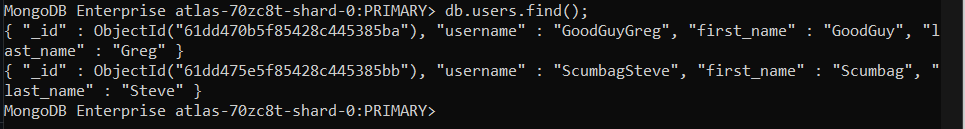 MongoDB Enterprise atlas-70zc8t-shard-0:PRIMARY> db.users.find();
{ "_id" : ObjectId("61dd470b5f85428c445385ba"), "username" : "GoodGuyGreg", "first_name" : "GoodGuy", "l
ast_name" : "Greg" }
{ "_id" : ObjectId("61dd475e5f85428c445385bb"), "username" : "ScumbagSteve", "first_name" : "Scumbag", "
last_name" : "Steve" }
MongoDB Enterprise atlas-70zc8t-shard-0:PRIMARY>